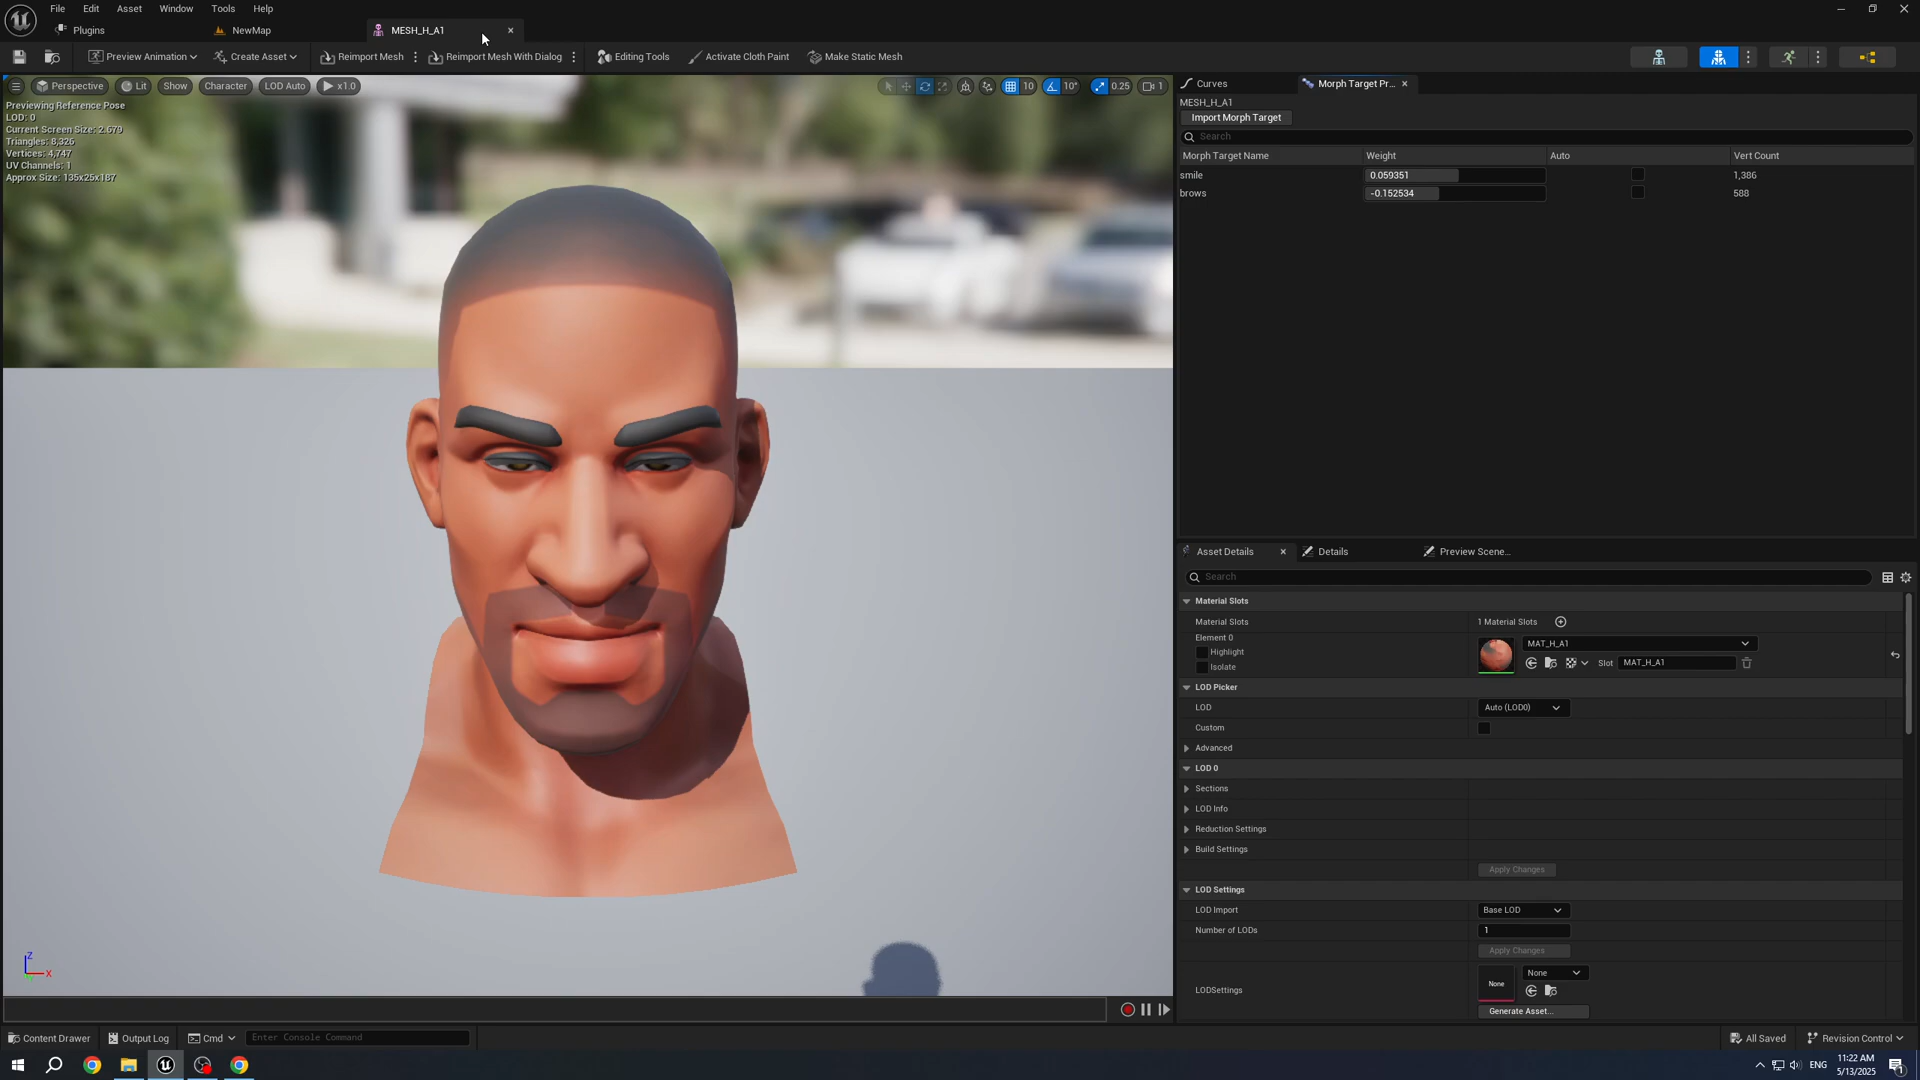 File Edit Asset Window Tools Help
Plugins NewMap MESH_H_A1
Preview Animation Create Asset Reimport Mesh Reimport Mesh With Dialog Editing Tools Activate Cloth Paint Make Static Mesh
Perspective Lit Show Character LOD Auto x1.0 10 10° 0.25 1
Previewing Reference Pose
LOD: 0
Current Screen Size: 2.679
Triangles: 8,326
Vertices: 4,747
UV Channels: 1
Approx Size: 135x25x187
Z
X
Curves Morph Target Pr...
MESH_H_A1
Import Morph Target
Search
Morph Target Name Weight Auto Vert Count
smile 0.059351 1,386
brows -0.152534 588
Asset Details Details Preview Scene...
Search
Material Slots
Material Slots 1 Material Slots
Element 0
Highlight
Isolate
MAT_H_A1
Slot MAT_H_A1
LOD Picker
LOD Auto (LOD0)
Custom
Advanced
LOD 0
Sections
LOD Info
Reduction Settings
Build Settings
Apply Changes
LOD Settings
LOD Import Base LOD
Number of LODs 1
Apply Changes
LODSettings None None
Generate Asset...
Content Drawer Output Log Cmd Enter Console Command All Saved Revision Control
ENG 11:22 AM
5/13/2025